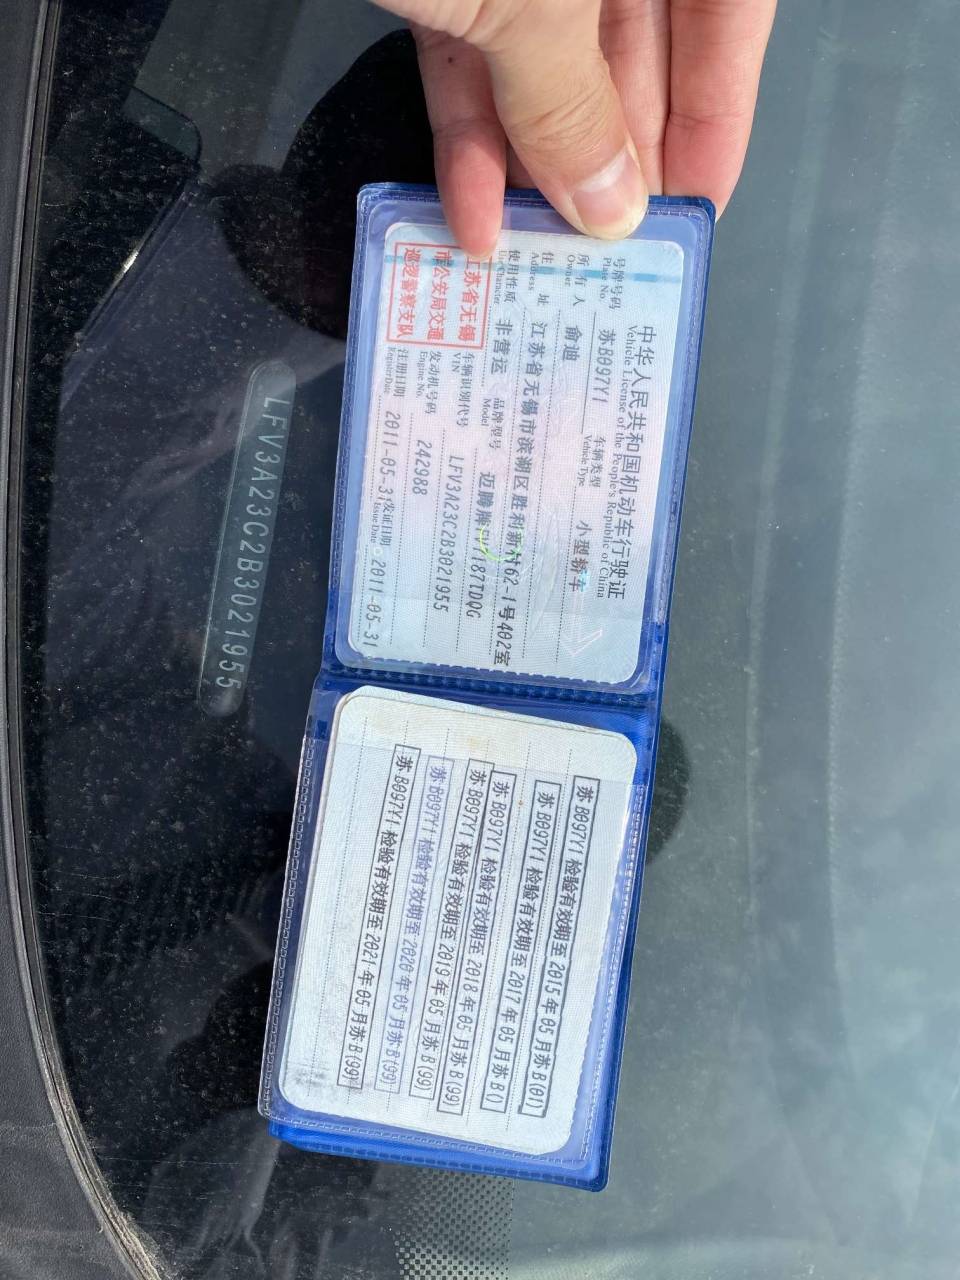 中华人民共和国机动车行驶证
Vehicle License of the People's Republic of China
号牌号码 苏B097Y1 车辆类型 小型轿车
Plate No. Vehicle Type
所有人 俞迪
Owner
住址 江苏省无锡市滨湖区胜利新村62-1号402室
Address
使用性质 非营运 品牌型号 迈腾牌 7187TDQG
Use Character Model
江苏省无锡
市公安局交通
巡逻警察支队
车辆识别代号 LFV3A23C2B3021955
VIN
发动机号码 242988
Engine No.
注册日期 2011-05-31 发证日期 2011-05-31
Register Date Issue Date
苏B097Y1 检验有效期至2015年05月苏B(01)
苏B097Y1 检验有效期至2017年05月苏B()
苏B097Y1 检验有效期至2018年05月苏B(99)
苏B097Y1 检验有效期至2019年05月苏B(99)
苏B097Y1 检验有效期至2020年05月苏B(99)
苏B097Y1 检验有效期至2021年05月苏B(99)
LFV3A23C2B3021955